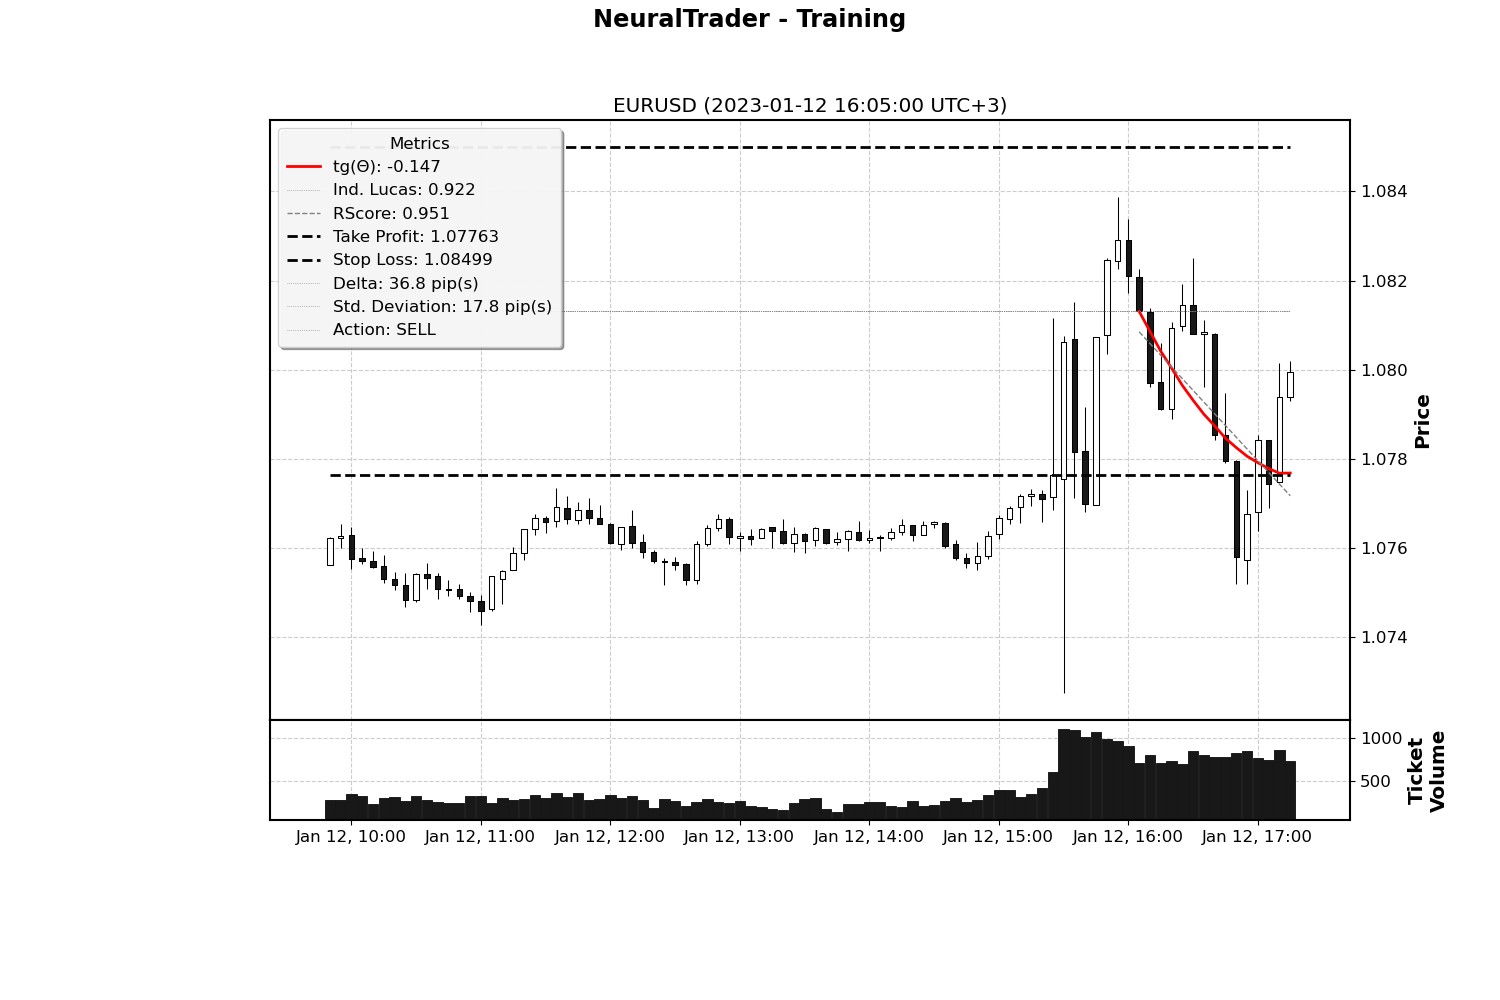 NeuralTrader - Training
EURUSD (2023-01-12 16:05:00 UTC+3)
Metrics
tg(Θ): -0.147
Ind. Lucas: 0.922
RScore: 0.951
Take Profit: 1.07763
Stop Loss: 1.08499
Delta: 36.8 pip(s)
Std. Deviation: 17.8 pip(s)
Action: SELL
1.084
1.082
1.080
1.078
1.076
1.074
Price
1000
500
Ticket
Volume
Jan 12, 10:00 Jan 12, 11:00 Jan 12, 12:00 Jan 12, 13:00 Jan 12, 14:00 Jan 12, 15:00 Jan 12, 16:00 Jan 12, 17:00